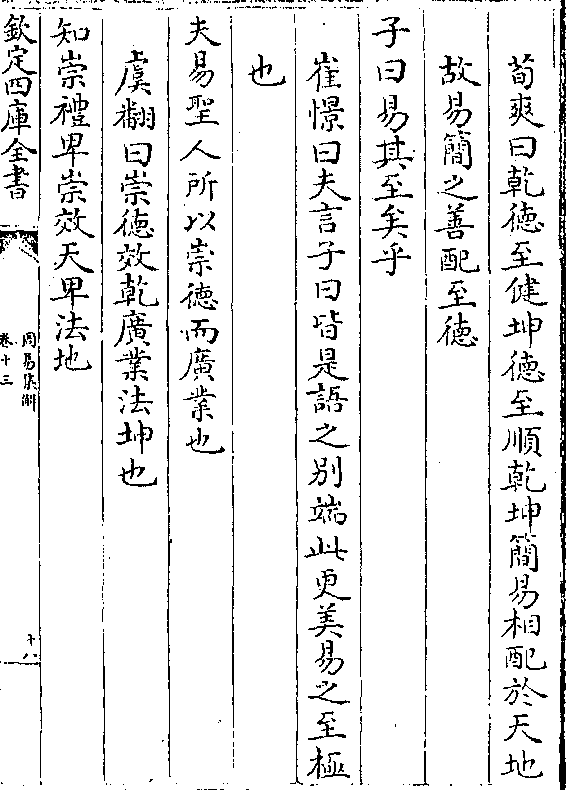 荀爽曰乾德至健坤德至順乾坤簡易相配於天地
故易簡之善配至德
子曰易其至矣乎
崔憬曰夫言子曰皆是語之别端此更美易之至極
也
夫易聖人所以崇德而廣業也
虞翻曰崇德效乾廣業法坤也
知崇禮卑崇效天卑法地
欽定四庫全書
周易集解
卷十三
十八